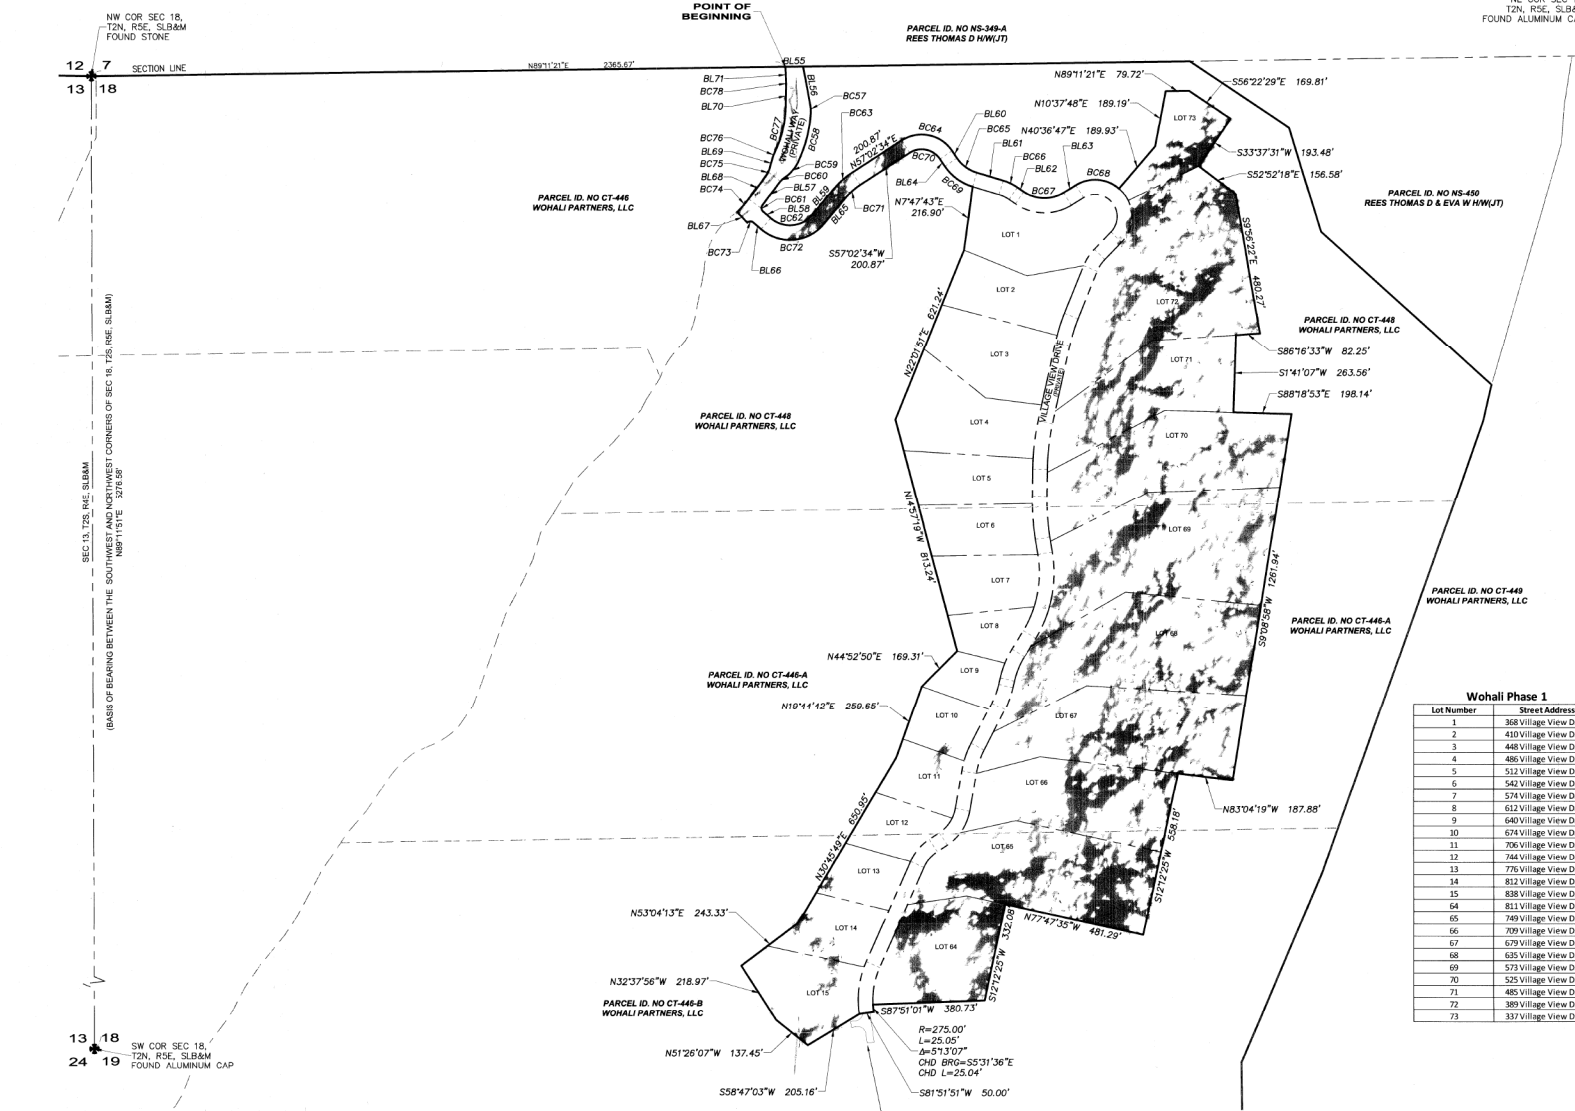 NW COR SEC 18,
T2N, R5E, SLB&M
FOUND STONE
12 7
13 18
SECTION LINE
N89°11'21"E 2365.67'
POINT OF
BEGINNING
PARCEL ID. NO NS-349-A
REES THOMAS D H/W(JT)
T2N, R5E, SLB&
FOUND ALUMINUM CA
BL55
BL71
BC78
BL70
BC77
BC76
BL69
BC75
BL68
BC74
BL67
BC73
BL66
BL56
BC57
BC58
WOHALI WAY
(PRIVATE)
BC59
BC60
BL57
BC61
BL58
BC62
BC72
BL59
BL65
BC63
BC71
200.87'
N57°02'34"E
S57°02'34"W
200.87'
BC64
BC70
BL64
BC69
BL60
BC65
BL61
BC66
BL62
BC67
BL63
BC68
N7°47'43"E
216.90'
N89°11'21"E 79.72'
N10°37'48"E 189.19'
N40°36'47"E 189.93'
S56°22'29"E 169.81'
S33°37'31"W 193.48'
S52°52'18"E 156.58'
S9°56'22"E 480.27'
PARCEL ID. NO CT-446
WOHALI PARTNERS, LLC
PARCEL ID. NO NS-450
REES THOMAS D & EVA W H/W(JT)
PARCEL ID. NO CT-448
WOHALI PARTNERS, LLC
S86°16'33"W 82.25'
S1°41'07"W 263.56'
S88°18'53"E 198.14'
LOT 73
LOT 1
LOT 2
LOT 72
LOT 3
LOT 71
LOT 4
LOT 70
LOT 5
LOT 6
LOT 69
LOT 7
LOT 8
LOT 68
LOT 9
LOT 10
LOT 67
LOT 11
LOT 66
LOT 12
LOT 65
LOT 13
LOT 14
LOT 64
LOT 15
VILLAGE VIEW DRIVE
(PRIVATE)
N22°01'51"E 621.24'
PARCEL ID. NO CT-448
WOHALI PARTNERS, LLC
N14°57'19"W 813.24'
SEC 13, T2S, R4E, SLB&M
(BASIS OF BEARING BETWEEN THE SOUTHWEST AND NORTHWEST CORNERS OF SEC 18, T2S, R5E, SLB&M)
N89°11'51"E 5276.58'
S9°08'58"W 1261.94'
PARCEL ID. NO CT-449
WOHALI PARTNERS, LLC
PARCEL ID. NO CT-446-A
WOHALI PARTNERS, LLC
N44°52'50"E 169.31'
PARCEL ID. NO CT-446-A
WOHALI PARTNERS, LLC
N19°44'42"E 259.65'
N30°45'49"E 650.95'
N83°04'19"W 187.88'
S12°12'25"W 558.18'
N77°47'35"W 481.29'
S12°12'25"W 332.08'
S87°51'01"W 380.73'
N53°04'13"E 243.33'
N32°37'56"W 218.97'
PARCEL ID. NO CT-446-B
WOHALI PARTNERS, LLC
N51°26'07"W 137.45'
S58°47'03"W 205.16'
R=275.00'
L=25.05'
Δ=5°13'07"
CHD BRG=S5°31'36"E
CHD L=25.04'
S81°51'51"W 50.00'
13 18
24 19
SW COR SEC 18,
T2N, R5E, SLB&M
FOUND ALUMINUM CAP
Wohali Phase 1
Lot Number Street Address
1 368 Village View D
2 410 Village View D
3 448 Village View D
4 486 Village View D
5 512 Village View D
6 542 Village View D
7 574 Village View D
8 612 Village View D
9 640 Village View D
10 674 Village View D
11 706 Village View D
12 744 Village View D
13 776 Village View D
14 812 Village View D
15 838 Village View D
64 811 Village View D
65 749 Village View D
66 709 Village View D
67 679 Village View D
68 635 Village View D
69 573 Village View D
70 525 Village View D
71 485 Village View D
72 389 Village View D
73 337 Village View D